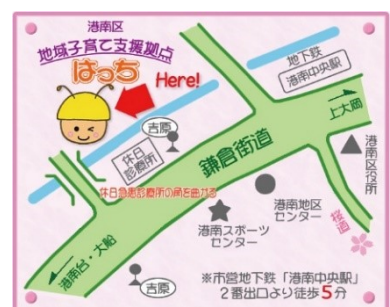 港南区
地域子育て支援拠点
はっち
Here!
地下鉄
港南中央駅
上大岡
吉原
休日
診療所
鎌倉街道
港南区役所
休日急患診療所の角を曲がる
港南地区
センター
桜道
港南スポーツ
センター
港南台・大船
吉原
※市営地下鉄「港南中央駅」
2番出口より徒歩5分